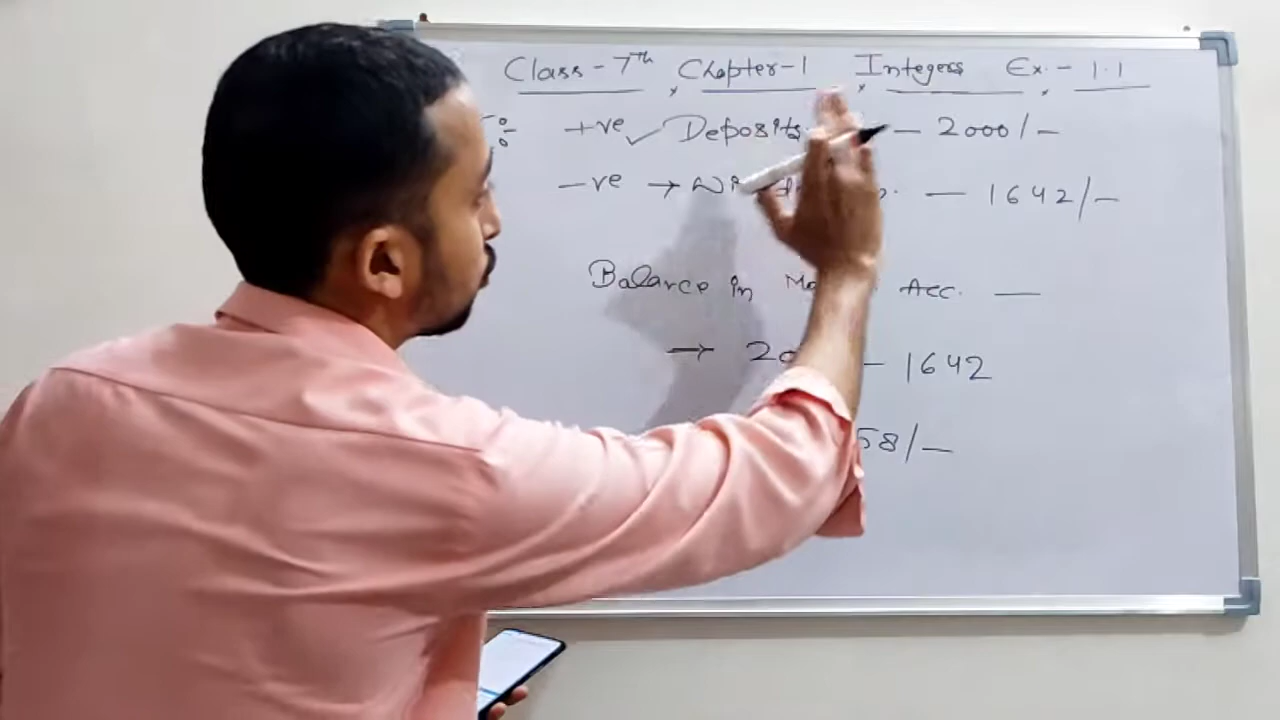 Class - 7th, Chapter - 1, Integers, Ex. - 1.1
+ve ✓ Deposits — 2000/-
-ve → — 1642/-
Balance in Acc. —
→ - 1642
58/-